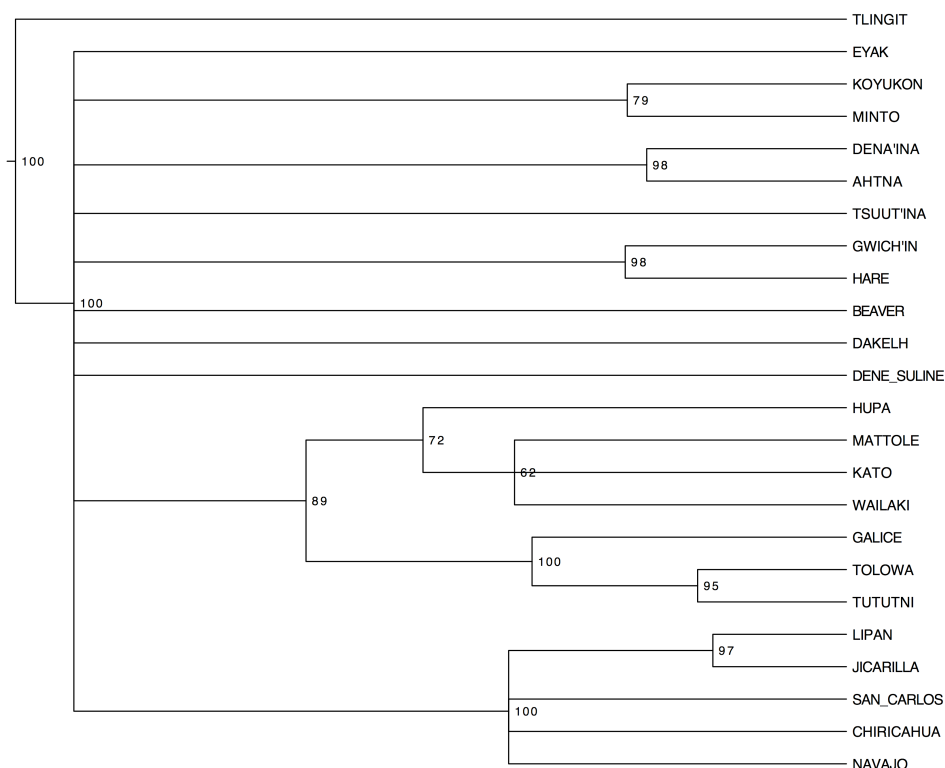 TLINGIT
EYAK
KOYUKON
79
MINTO
DENA'INA
100
98
AHTNA
TSUUT'INA
GWICH'IN
98
HARE
100
BEAVER
DAKELH
DENE_SULINE
HUPA
72
MATTOLE
62
KATO
89
WAILAKI
GALICE
100
TOLOWA
95
TUTUTNI
LIPAN
97
JICARILLA
SAN_CARLOS
100
CHIRICAHUA
NAVAJO